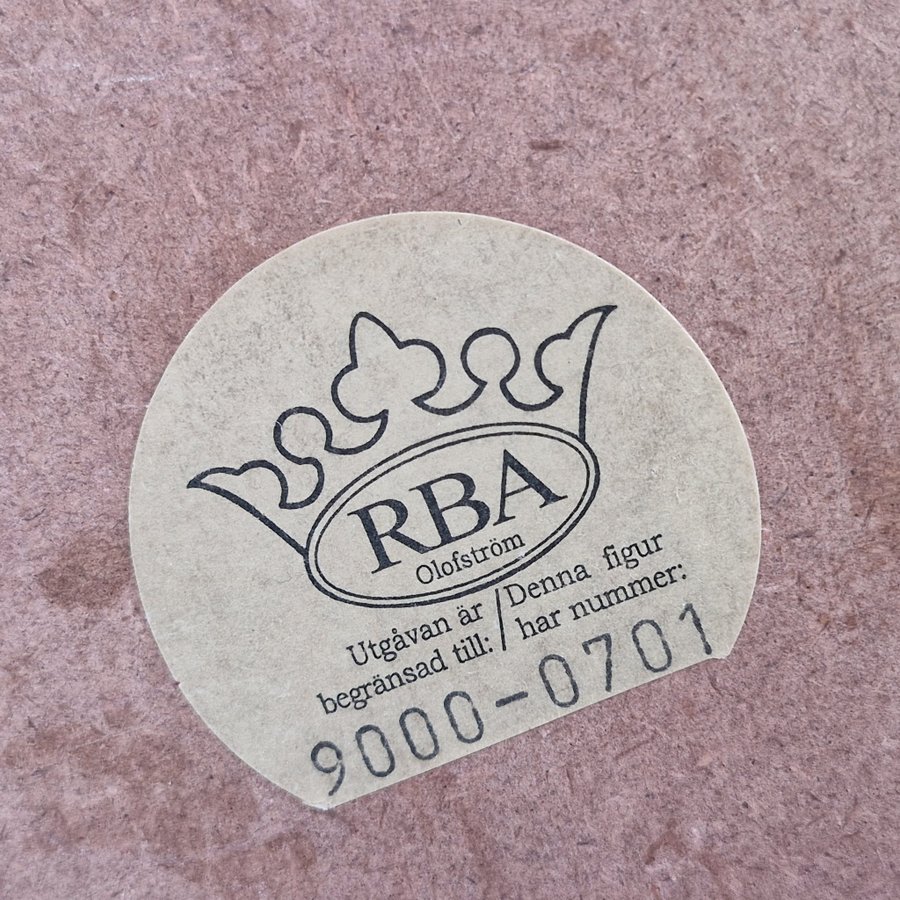 RBA
Olofström
Utgåvan är / Denna figur
begränsad till: / har nummer:
9000-0701